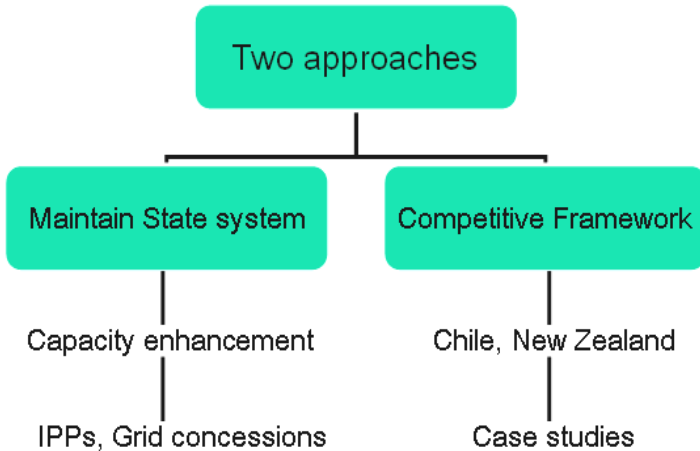 Two approaches
Maintain State system
Competitive Framework
Capacity enhancement
Chile, New Zealand
IPPs, Grid concessions
Case studies